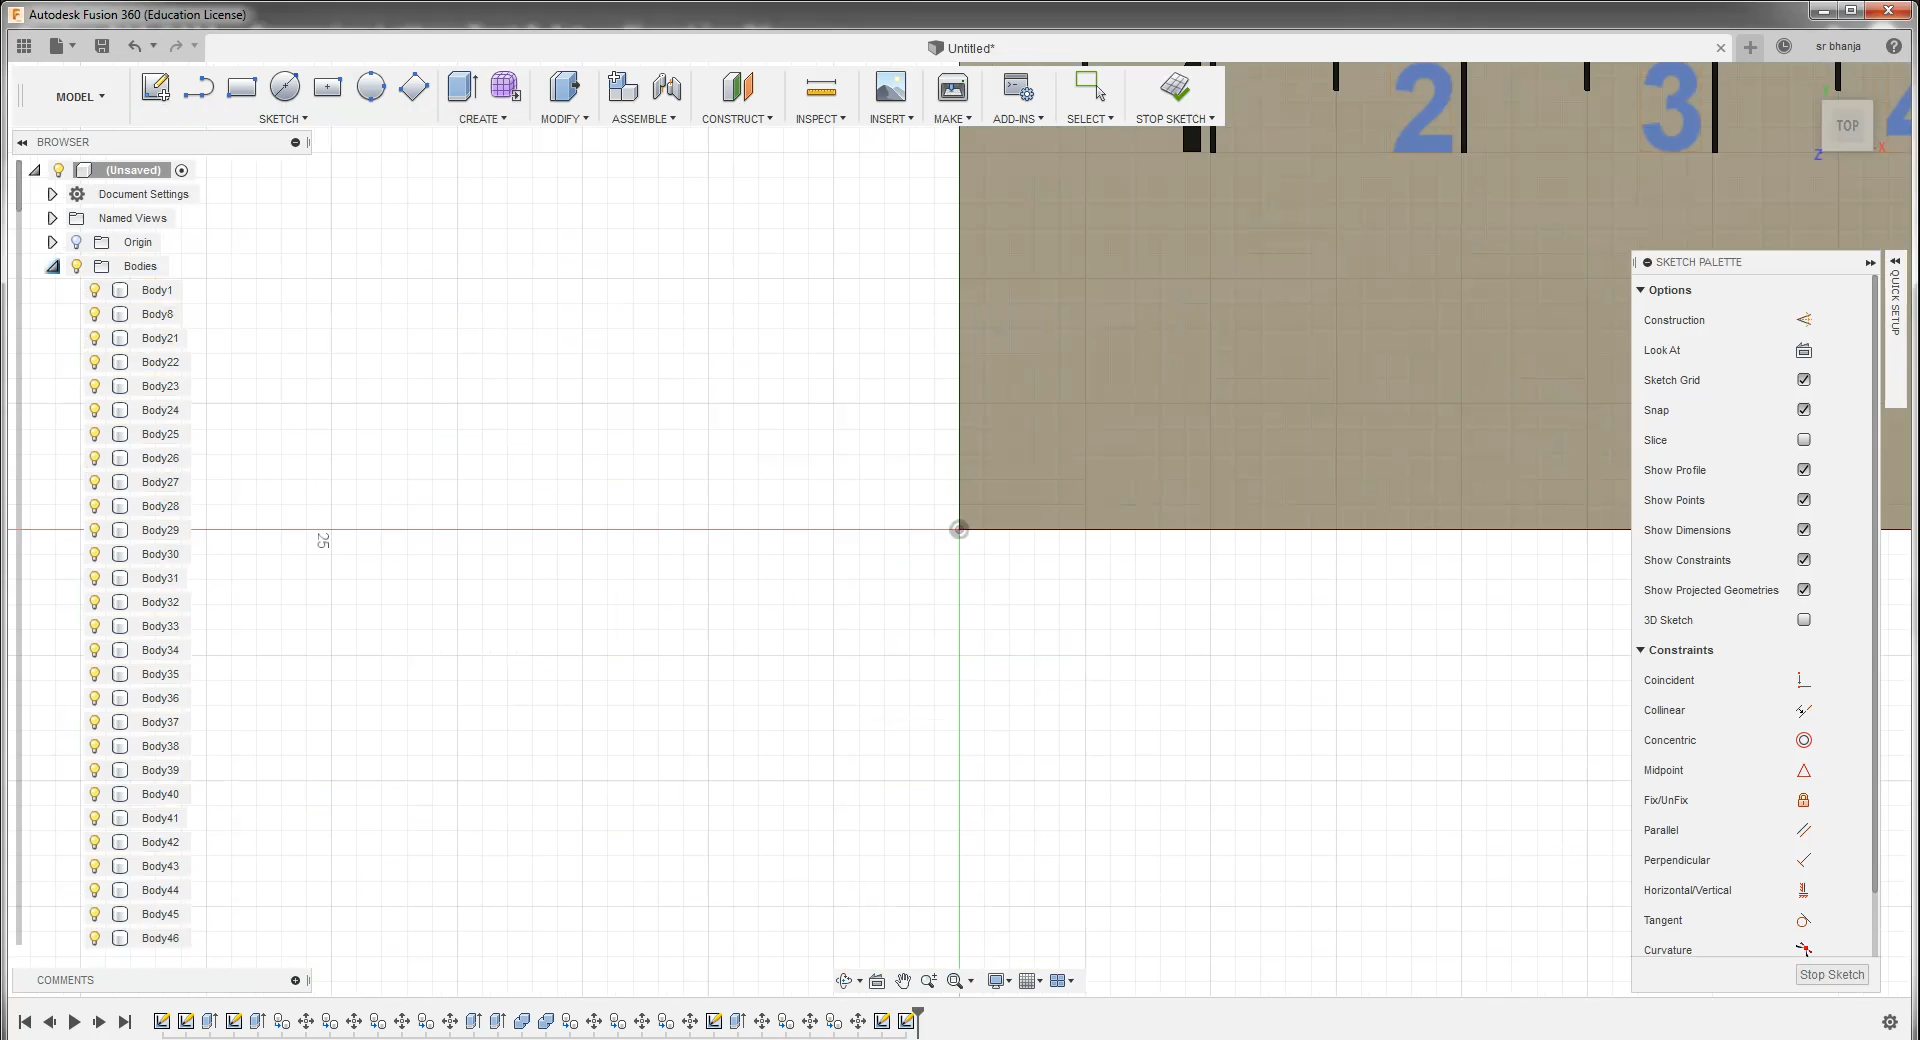 Autodesk Fusion 360 (Education License)
Untitled*
sr bhanja
MODEL
SKETCH
CREATE
MODIFY
ASSEMBLE
CONSTRUCT
INSPECT
INSERT
MAKE
ADD-INS
SELECT
STOP SKETCH
2
3
4
TOP
Z
X
BROWSER
(Unsaved)
Document Settings
Named Views
Origin
Bodies
Body1
Body8
Body21
Body22
Body23
Body24
Body25
Body26
Body27
Body28
Body29
Body30
Body31
Body32
Body33
Body34
Body35
Body36
Body37
Body38
Body39
Body40
Body41
Body42
Body43
Body44
Body45
Body46
25
SKETCH PALETTE
QUICK SETUP
Options
Construction
Look At
Sketch Grid
Snap
Slice
Show Profile
Show Points
Show Dimensions
Show Constraints
Show Projected Geometries
3D Sketch
Constraints
Coincident
Collinear
Concentric
Midpoint
Fix/UnFix
Parallel
Perpendicular
Horizontal/Vertical
Tangent
Curvature
Stop Sketch
COMMENTS